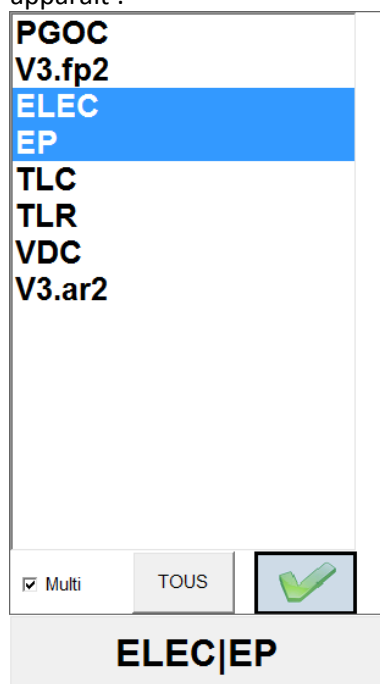 apparaît :
PGOC
V3.fp2
ELEC
EP
TLC
TLR
VDC
V3.ar2
Multi TOUS
ELEC|EP